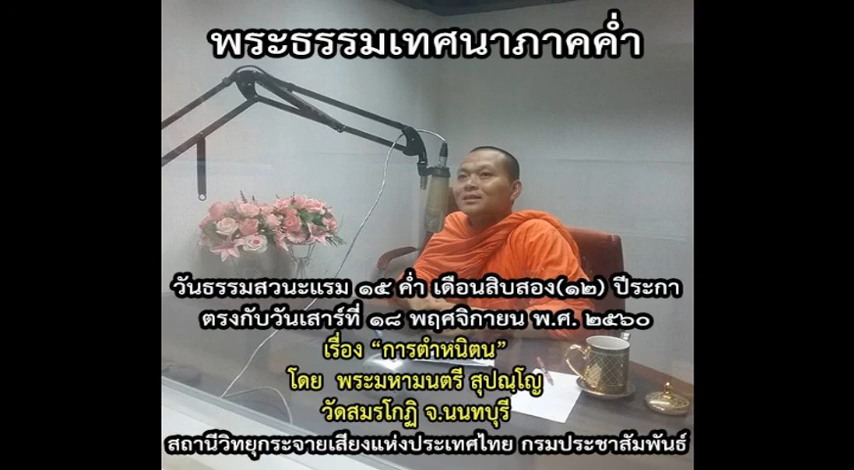 พระธรรมเทศนาภาคค่ำ
วันธรรมสวนะแรม ๑๕ ค่ำ เดือนสิบสอง(๑๒) ปีระกา
ตรงกับวันเสาร์ที่ ๑๘ พฤศจิกายน พ.ศ. ๒๕๖๐
เรื่อง “การตำหนิตน”
โดย พระมหามนตรี สุปณฺโญ
วัดสมรโกฏิ จ.นนทบุรี
สถานีวิทยุกระจายเสียงแห่งประเทศไทย กรมประชาสัมพันธ์